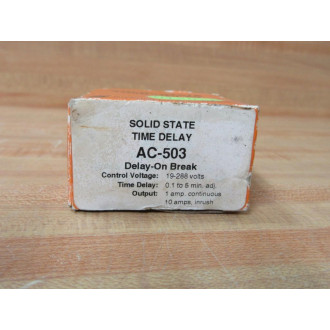 SOLID STATE
TIME DELAY
AC-503
Delay-On Break
Control Voltage: 19-288 volts
Time Delay: 0.1 to 5 min. adj.
Output: 1 amp. continuous
10 amps. inrush